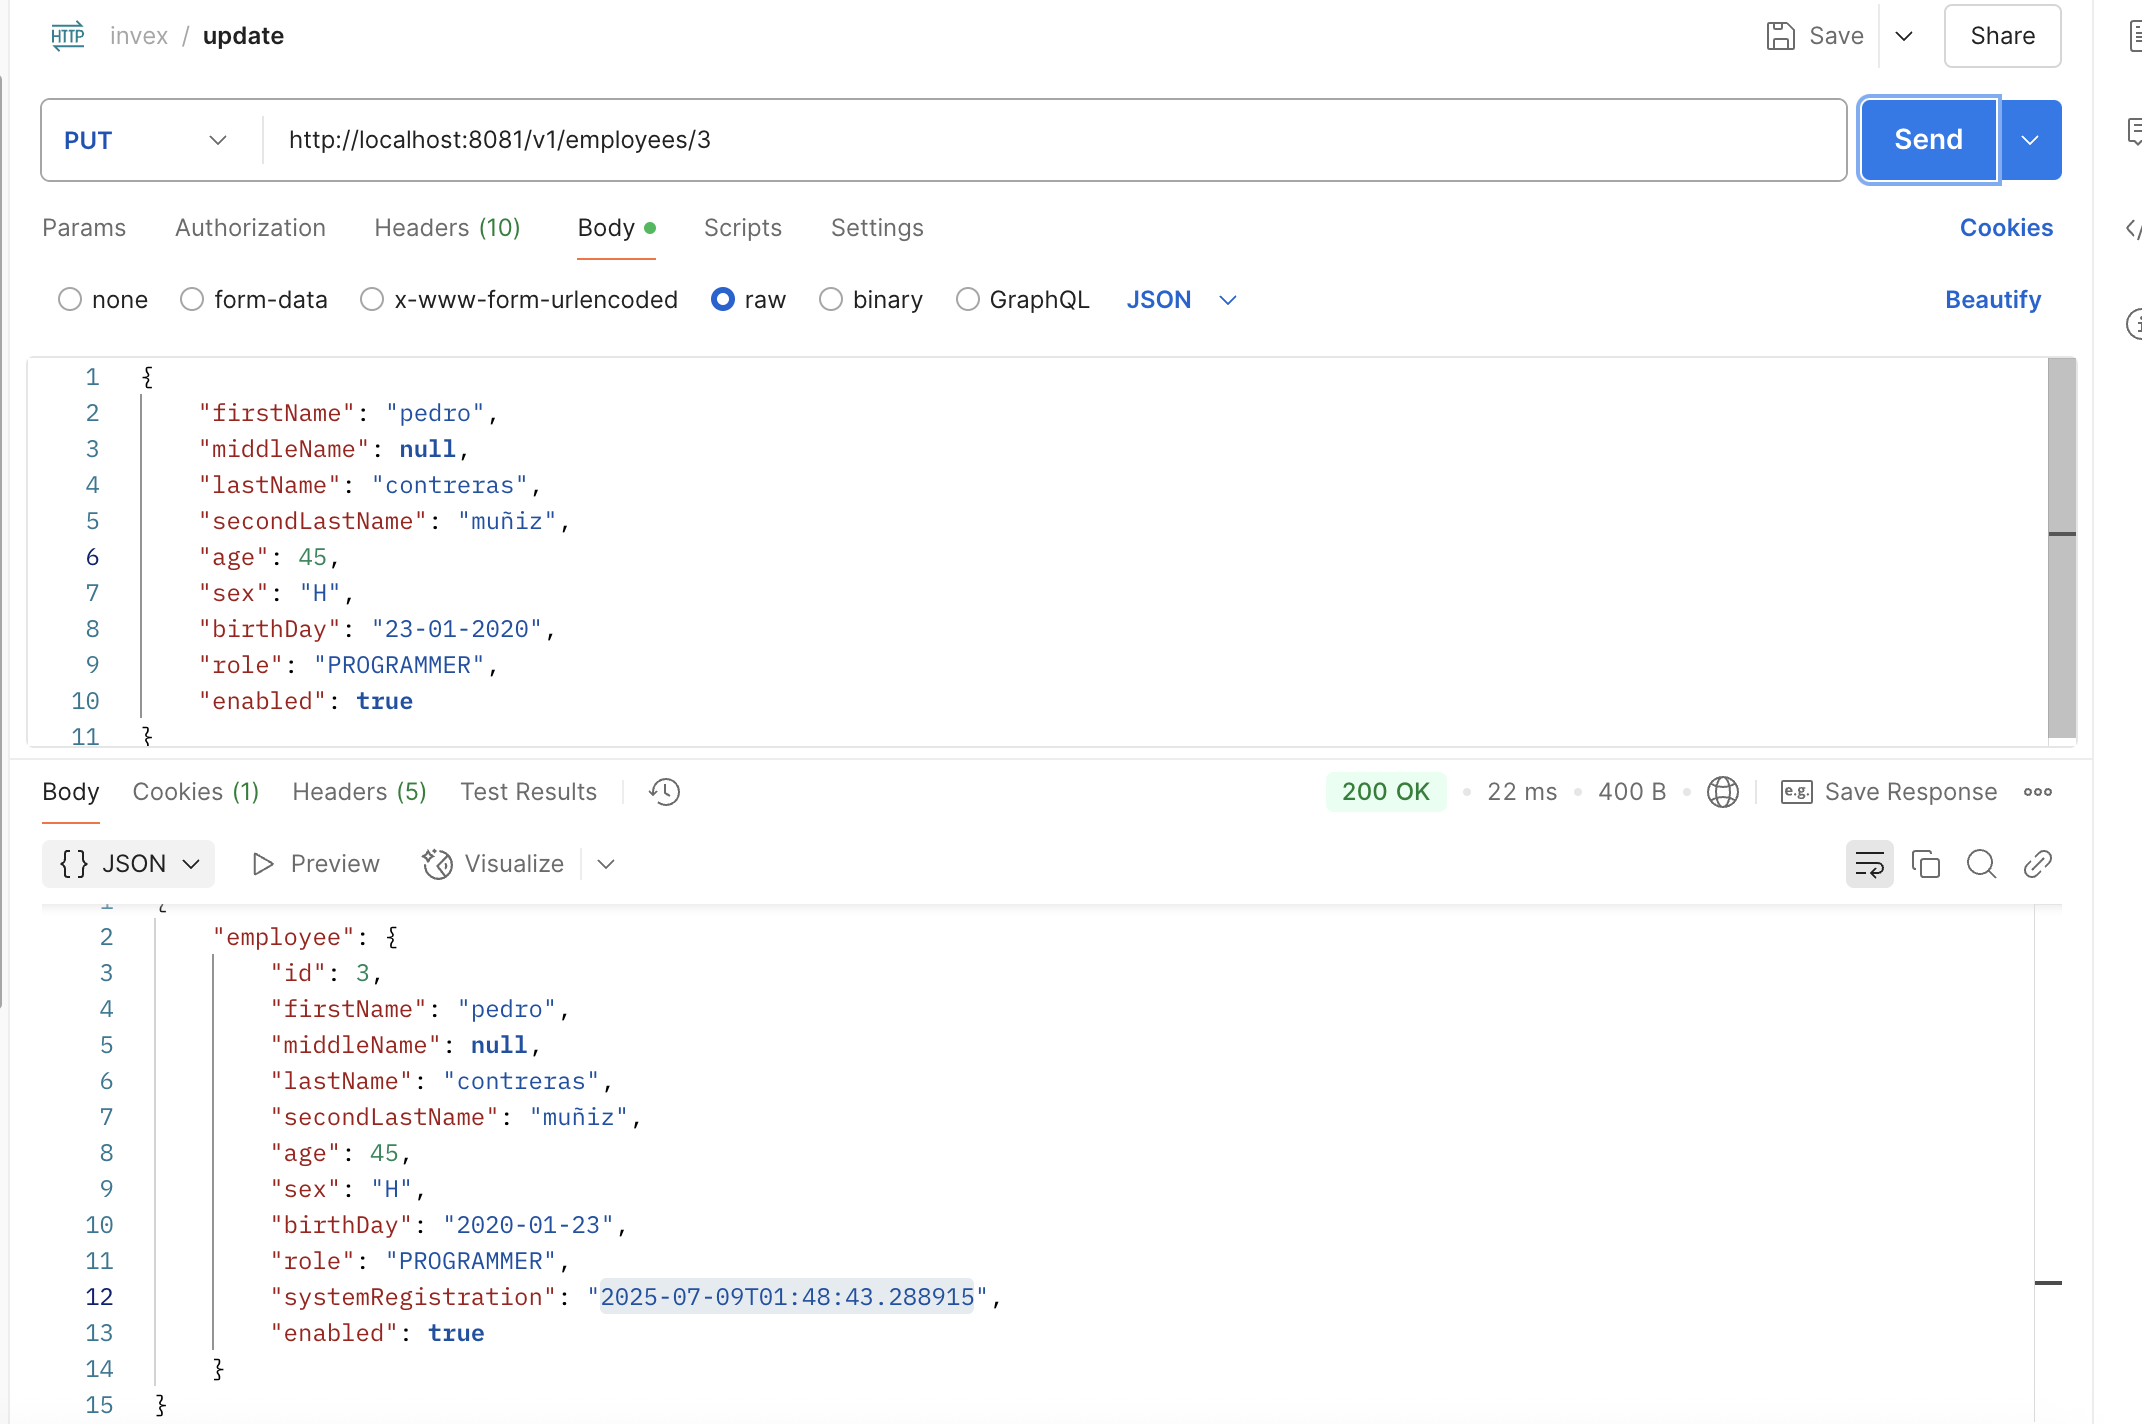 HTTP invex / update
Save
Share
PUT
http://localhost:8081/v1/employees/3
Send
Params Authorization Headers (10) Body Scripts Settings Cookies
none form-data x-www-form-urlencoded raw binary GraphQL JSON Beautify
1 {
2 "firstName": "pedro",
3 "middleName": null,
4 "lastName": "contreras",
5 "secondLastName": "muñiz",
6 "age": 45,
7 "sex": "H",
8 "birthDay": "23-01-2020",
9 "role": "PROGRAMMER",
10 "enabled": true
11 }
Body Cookies (1) Headers (5) Test Results 200 OK • 22 ms • 400 B • e.g. Save Response
{} JSON Preview Visualize
1 {
2 "employee": {
3 "id": 3,
4 "firstName": "pedro",
5 "middleName": null,
6 "lastName": "contreras",
7 "secondLastName": "muñiz",
8 "age": 45,
9 "sex": "H",
10 "birthDay": "2020-01-23",
11 "role": "PROGRAMMER",
12 "systemRegistration": "2025-07-09T01:48:43.288915",
13 "enabled": true
14 }
15 }